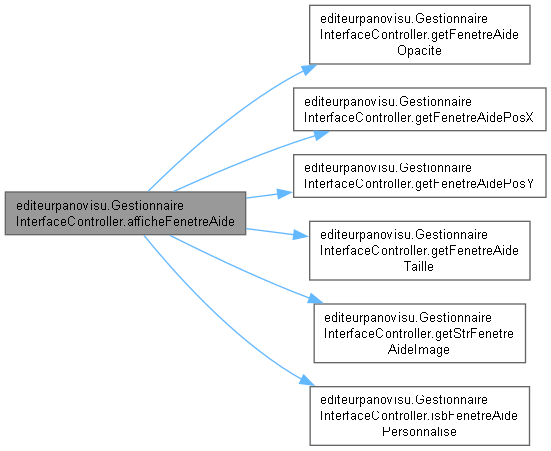 editeurpanovisu.Gestionnaire
InterfaceController.afficheFenetreAide
editeurpanovisu.Gestionnaire
InterfaceController.getFenetreAide
Opacite
editeurpanovisu.Gestionnaire
InterfaceController.getFenetreAidePosX
editeurpanovisu.Gestionnaire
InterfaceController.getFenetreAidePosY
editeurpanovisu.Gestionnaire
InterfaceController.getFenetreAide
Taille
editeurpanovisu.Gestionnaire
InterfaceController.getStrFenetre
AideImage
editeurpanovisu.Gestionnaire
InterfaceController.isbFenetreAide
Personnalise